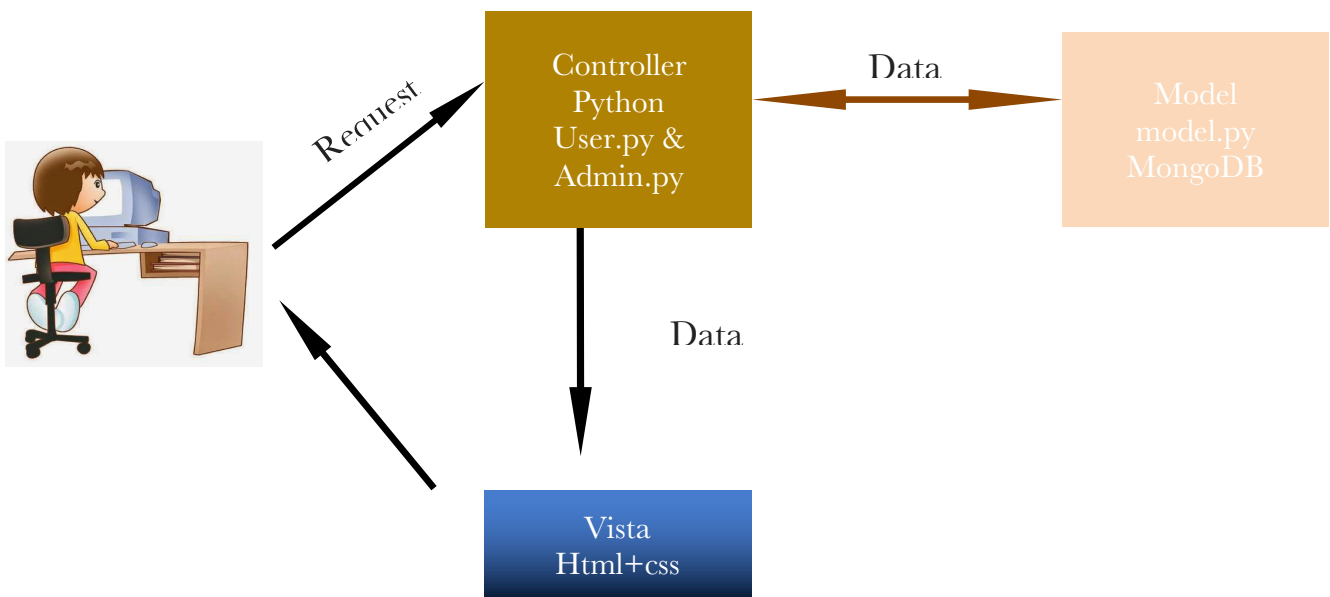 Request
Controller
Python
User.py &
Admin.py
Data
Model
model.py
MongoDB
Data
Vista
Html+css